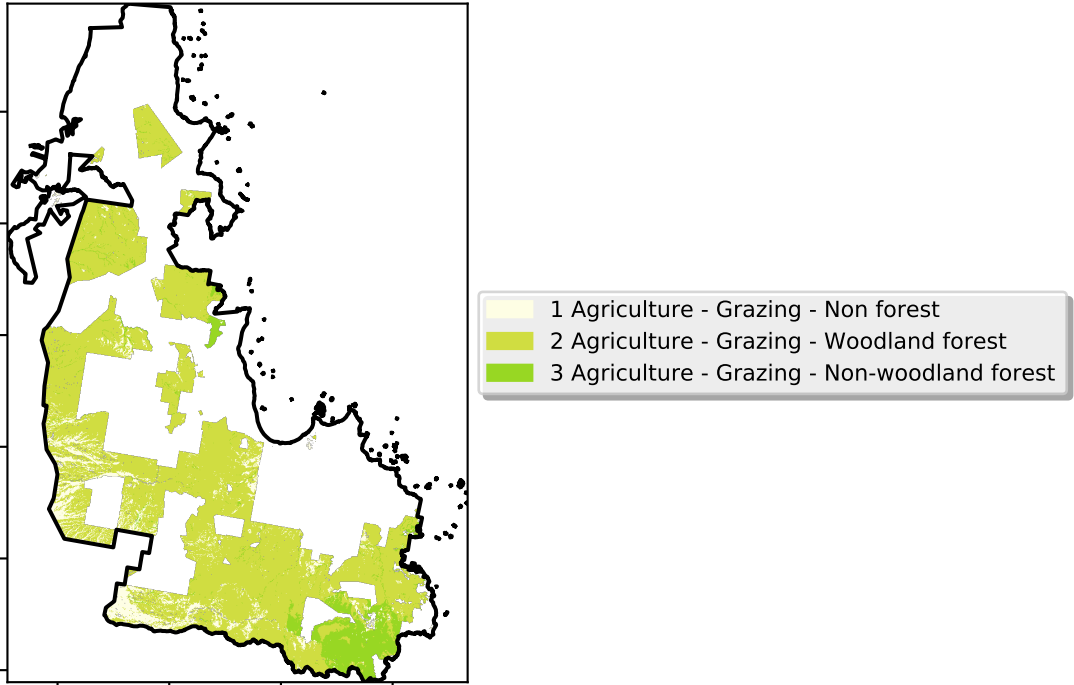 1 Agriculture - Grazing - Non forest
2 Agriculture - Grazing - Woodland forest
3 Agriculture - Grazing - Non-woodland forest